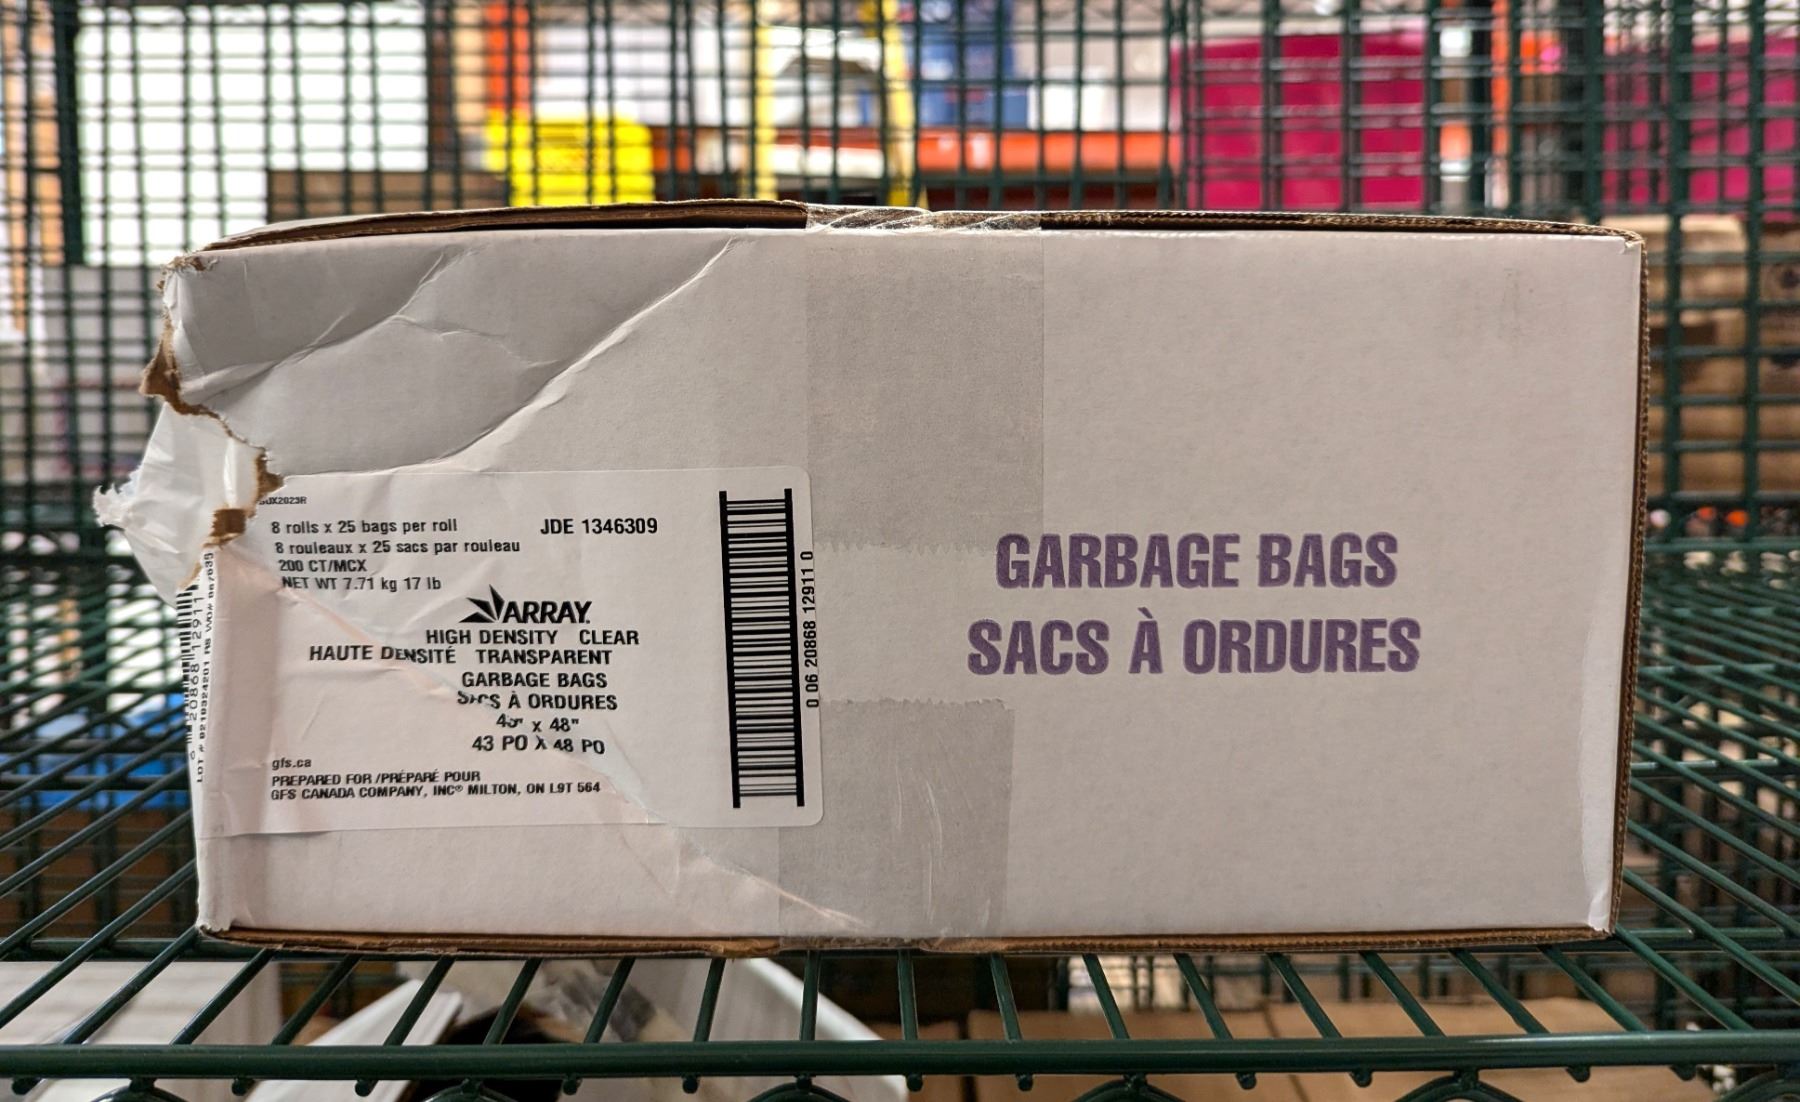 8 rolls x 25 bags per roll
JDE 1346309
8 rouleaux x 25 sacs par rouleau
200 CT/MCX
NET WT 7.71 kg 17 lb
ARRAY
HIGH DENSITY CLEAR
HAUTE DENSITÉ TRANSPARENT
GARBAGE BAGS
SACS À ORDURES
x 48"
43 PO X 48 PO
gfs.ca
PREPARED FOR /PRÉPARÉ POUR
GFS CANADA COMPANY, INC® MILTON, ON L9T 5G4
0 06 20868 12911 0
GARBAGE BAGS
SACS À ORDURES